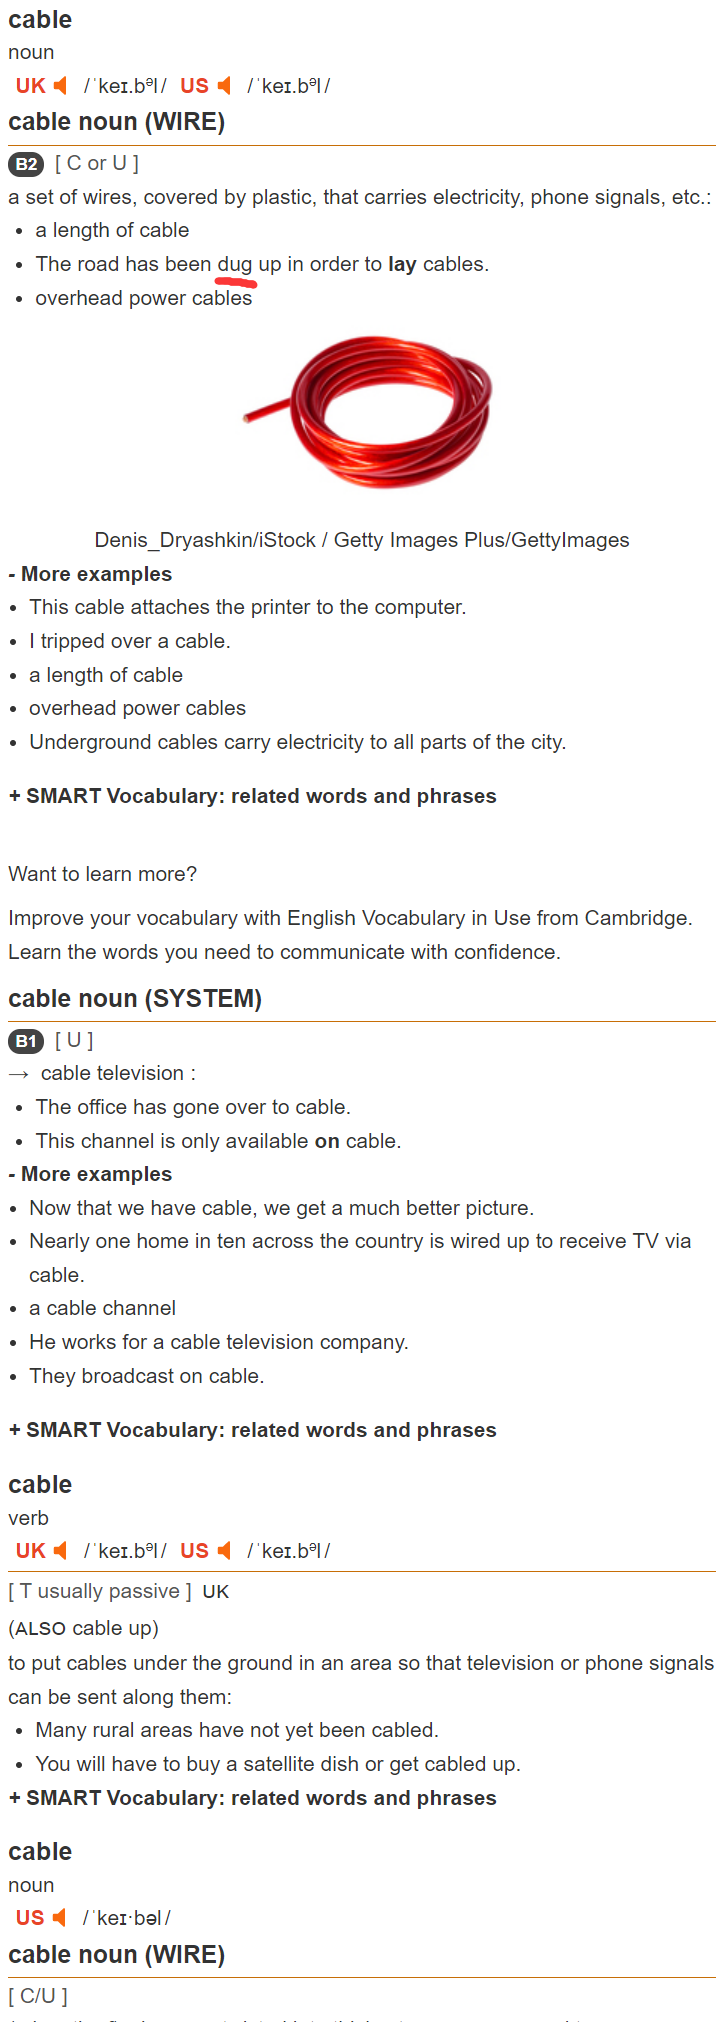 cable
noun
UK /ˈkeɪ.bᵊl/ US /ˈkeɪ.bᵊl/
cable noun (WIRE)
B2 [ C or U ]
a set of wires, covered by plastic, that carries electricity, phone signals, etc.:
• a length of cable
• The road has been dug up in order to lay cables.
• overhead power cables
Denis_Dryashkin/iStock / Getty Images Plus/GettyImages
- More examples
• This cable attaches the printer to the computer.
• I tripped over a cable.
• a length of cable
• overhead power cables
• Underground cables carry electricity to all parts of the city.
+ SMART Vocabulary: related words and phrases
Want to learn more?
Improve your vocabulary with English Vocabulary in Use from Cambridge.
Learn the words you need to communicate with confidence.
cable noun (SYSTEM)
B1 [ U ]
→ cable television :
• The office has gone over to cable.
• This channel is only available on cable.
- More examples
• Now that we have cable, we get a much better picture.
• Nearly one home in ten across the country is wired up to receive TV via
cable.
• a cable channel
• He works for a cable television company.
• They broadcast on cable.
+ SMART Vocabulary: related words and phrases
cable
verb
UK /ˈkeɪ.bᵊl/ US /ˈkeɪ.bᵊl/
[ T usually passive ] UK
(ALSO cable up)
to put cables under the ground in an area so that television or phone signals
can be sent along them:
• Many rural areas have not yet been cabled.
• You will have to buy a satellite dish or get cabled up.
+ SMART Vocabulary: related words and phrases
cable
noun
US /ˈkeɪ·bəl/
cable noun (WIRE)
[ C/U ]